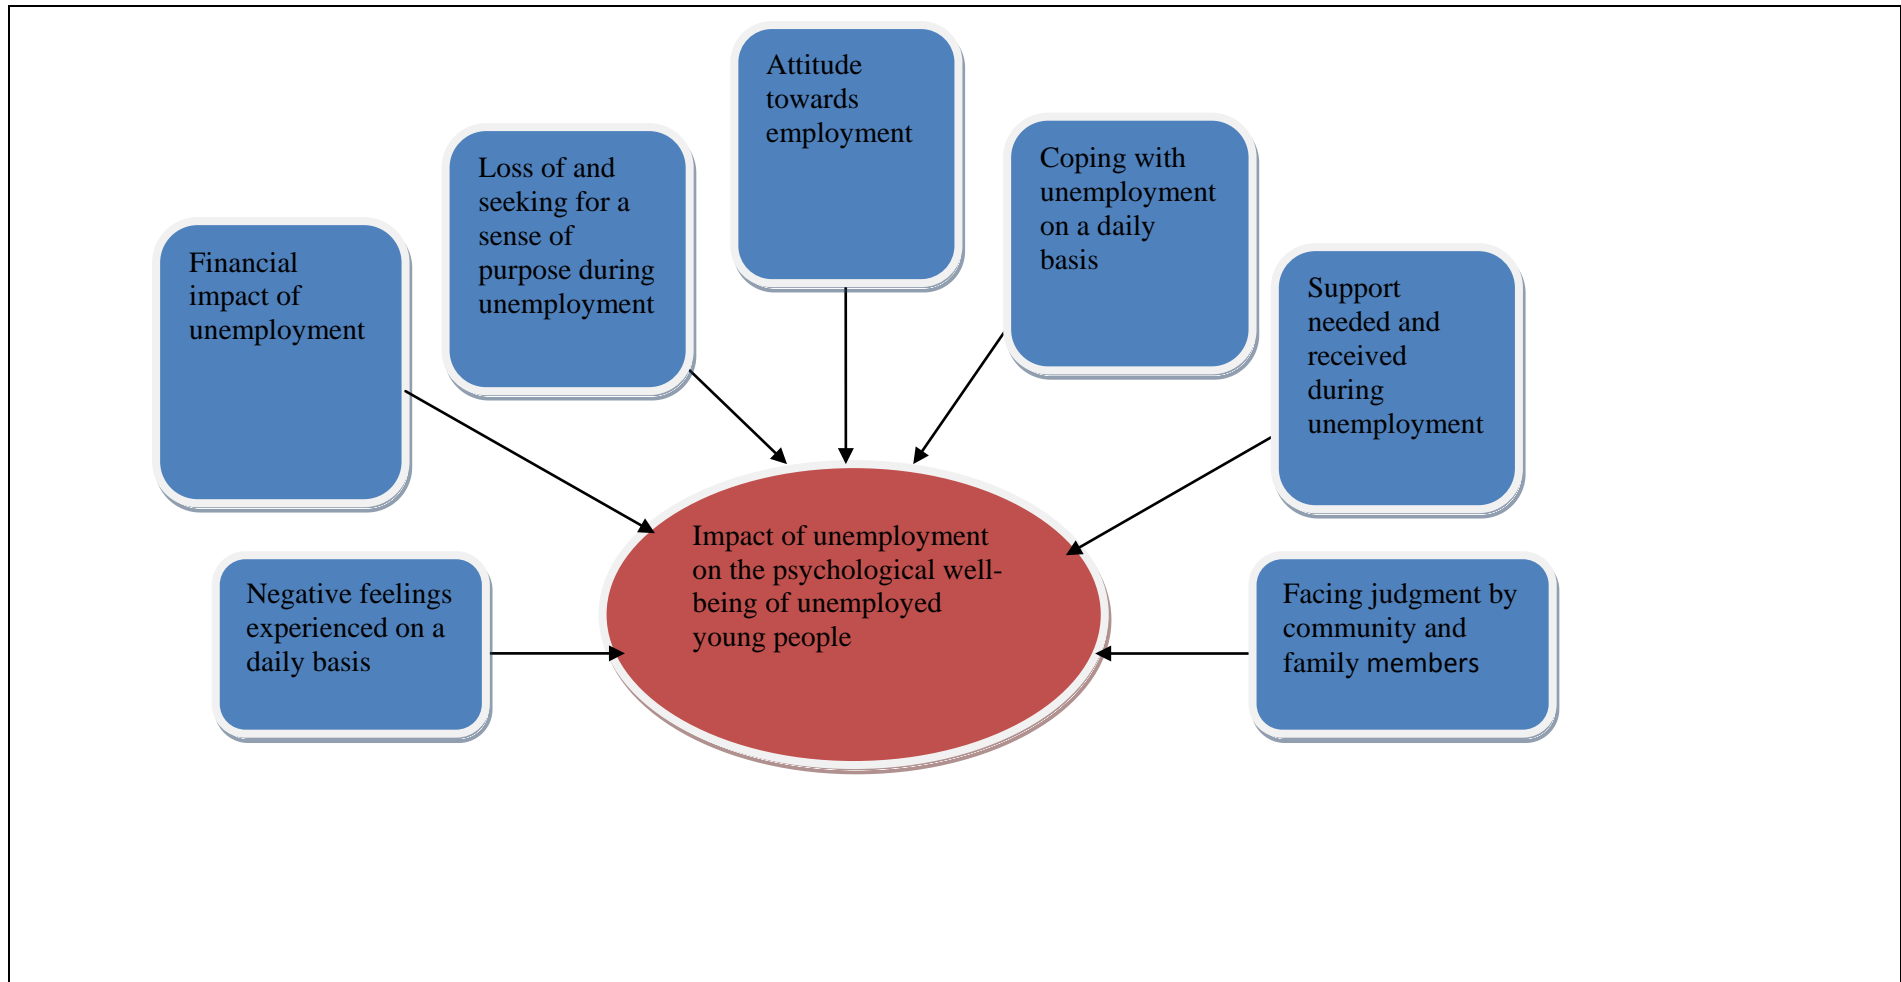 Attitude
towards
employment
Loss of and
seeking for a
sense of
purpose during
unemployment
Coping with
unemployment
on a daily
basis
Financial
impact of
unemployment
Support
needed and
received
during
unemployment
Impact of unemployment
on the psychological well-
being of unemployed
young people
Negative feelings
experienced on a
daily basis
Facing judgment by
community and
family members